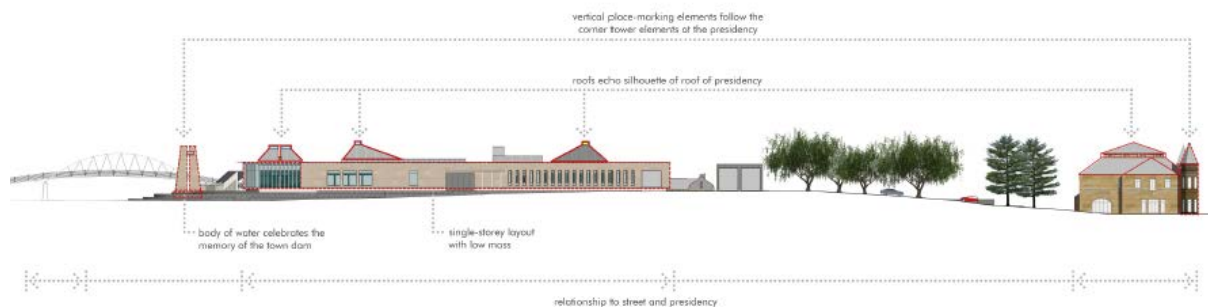 vertical place-marking elements follow the
corner tower elements at the presidency
roofs echo silhouette of roof of presidency
body of water celebrates the
memory of the town dam
single-storey layout
with low mass
relationship to street and presidency